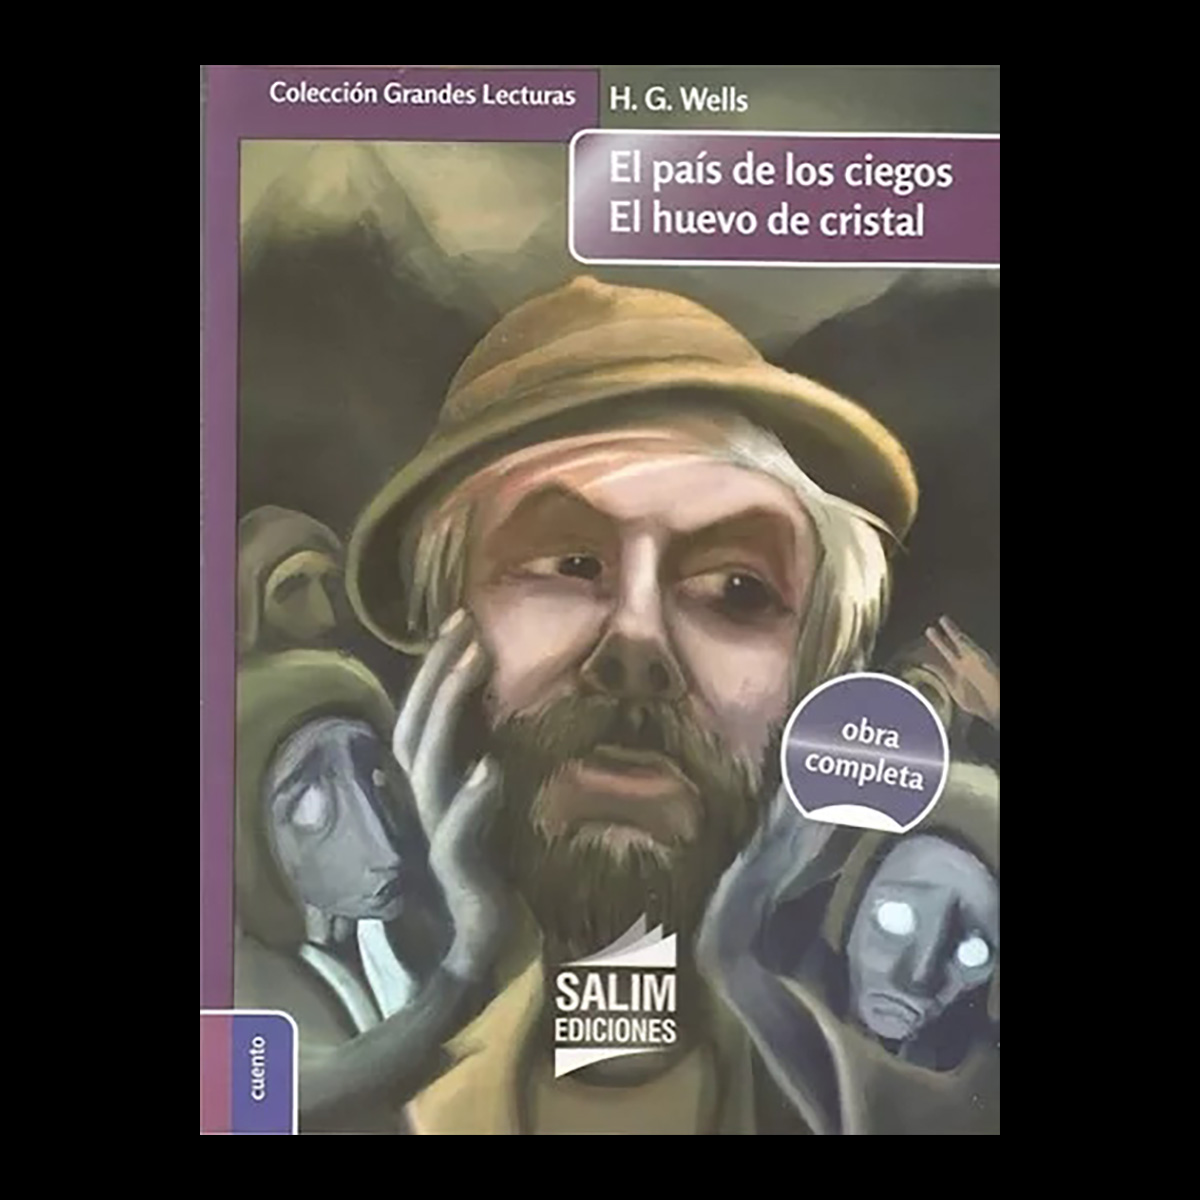 Colección Grandes Lecturas
H. G. Wells
El país de los ciegos
El huevo de cristal
obra
completa
SALIM
EDICIONES
cuento